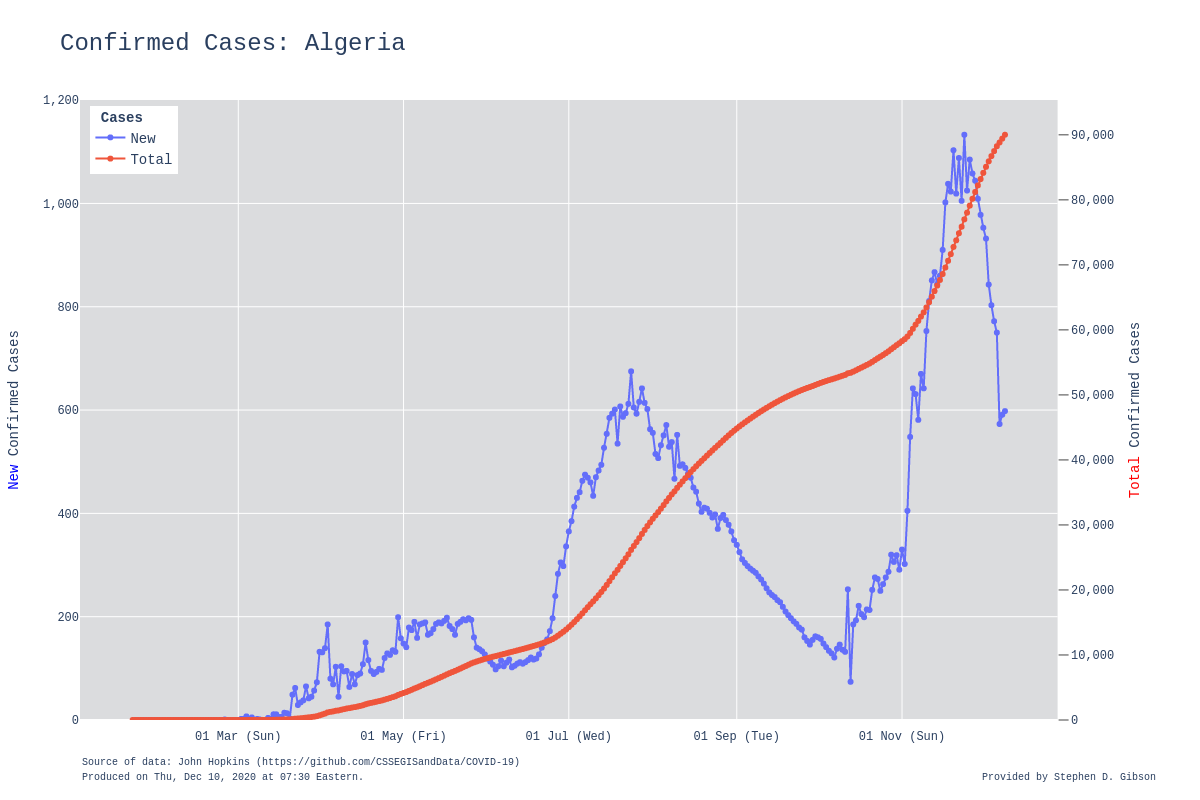 Confirmed Cases: Algeria
Cases
New
Total
1,200
1,000
800
600
400
200
0
90,000
80,000
70,000
60,000
50,000
40,000
30,000
20,000
10,000
0
New Confirmed Cases
Total Confirmed Cases
01 Mar (Sun) 01 May (Fri) 01 Jul (Wed) 01 Sep (Tue) 01 Nov (Sun)
Source of data: John Hopkins (https://github.com/CSSEGISandData/COVID-19)
Produced on Thu, Dec 10, 2020 at 07:30 Eastern.
Provided by Stephen D. Gibson